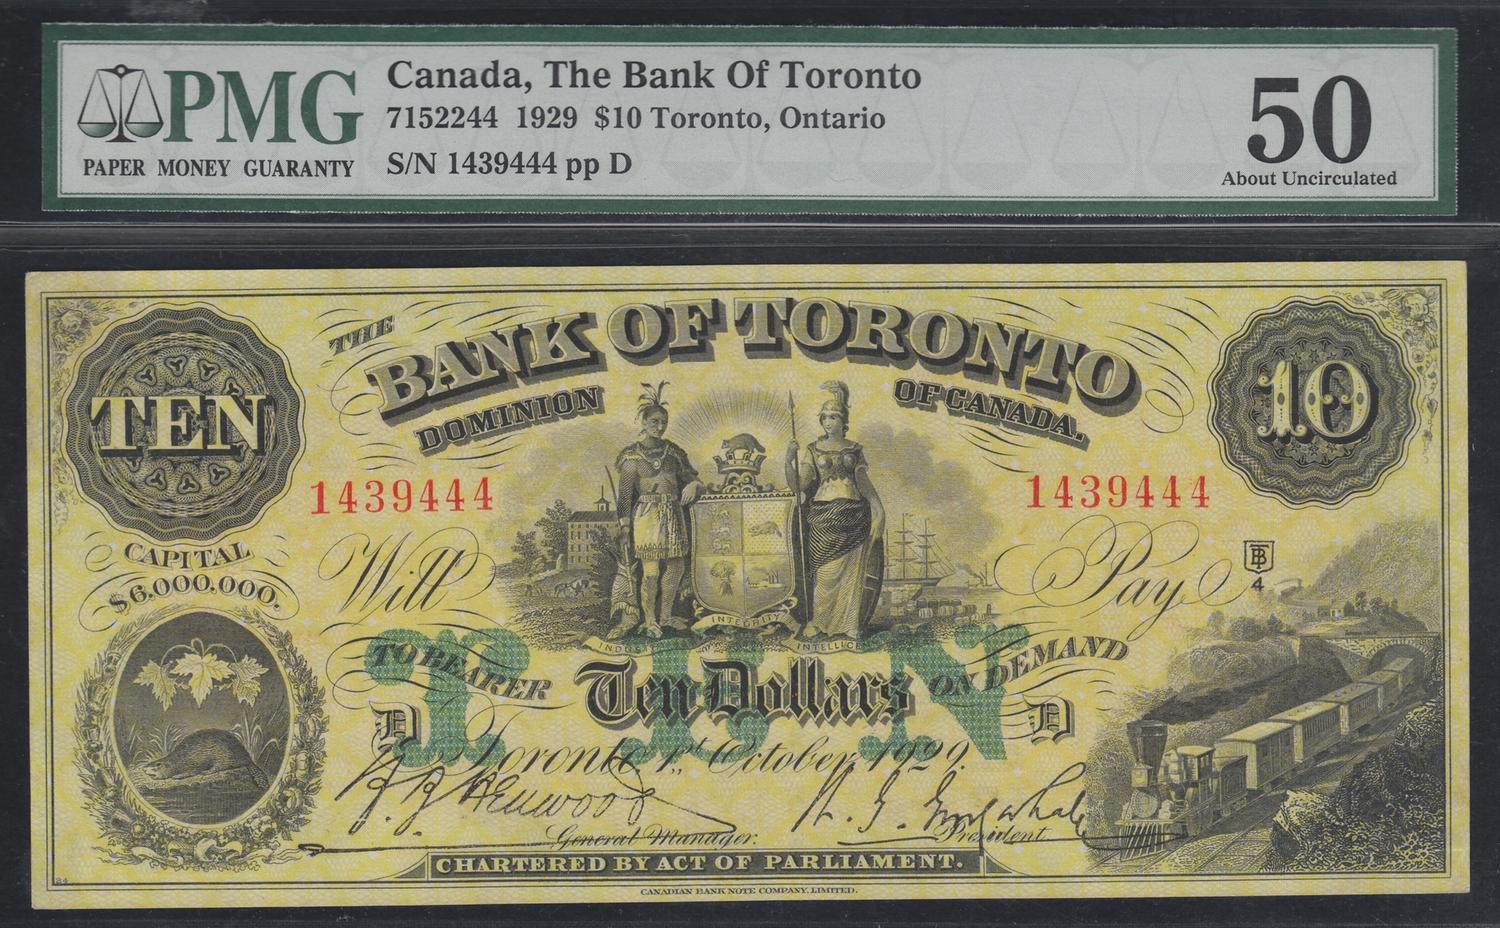 PMG
PAPER MONEY GUARANTY
Canada, The Bank Of Toronto
7152244 1929 $10 Toronto, Ontario
S/N 1439444 pp D
50
About Uncirculated
THE
BANK OF TORONTO
DOMINION OF CANADA.
TEN
10
1439444 1439444
CAPITAL
$6,000,000.
Will Pay
TB
4
INTEGRITY
TEN
TO BEARER Ten Dollars ON DEMAND
D D
Toronto, 1st October, 1929.
General Manager. President
CHARTERED BY ACT OF PARLIAMENT.
84
CANADIAN BANK NOTE COMPANY, LIMITED.